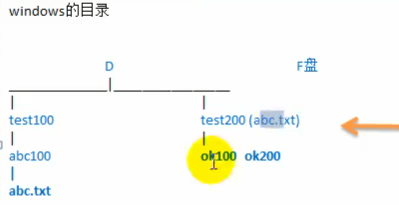 windows的目录
D F盘
test100 test200 (abc.txt)
abc100 ok100 ok200
abc.txt